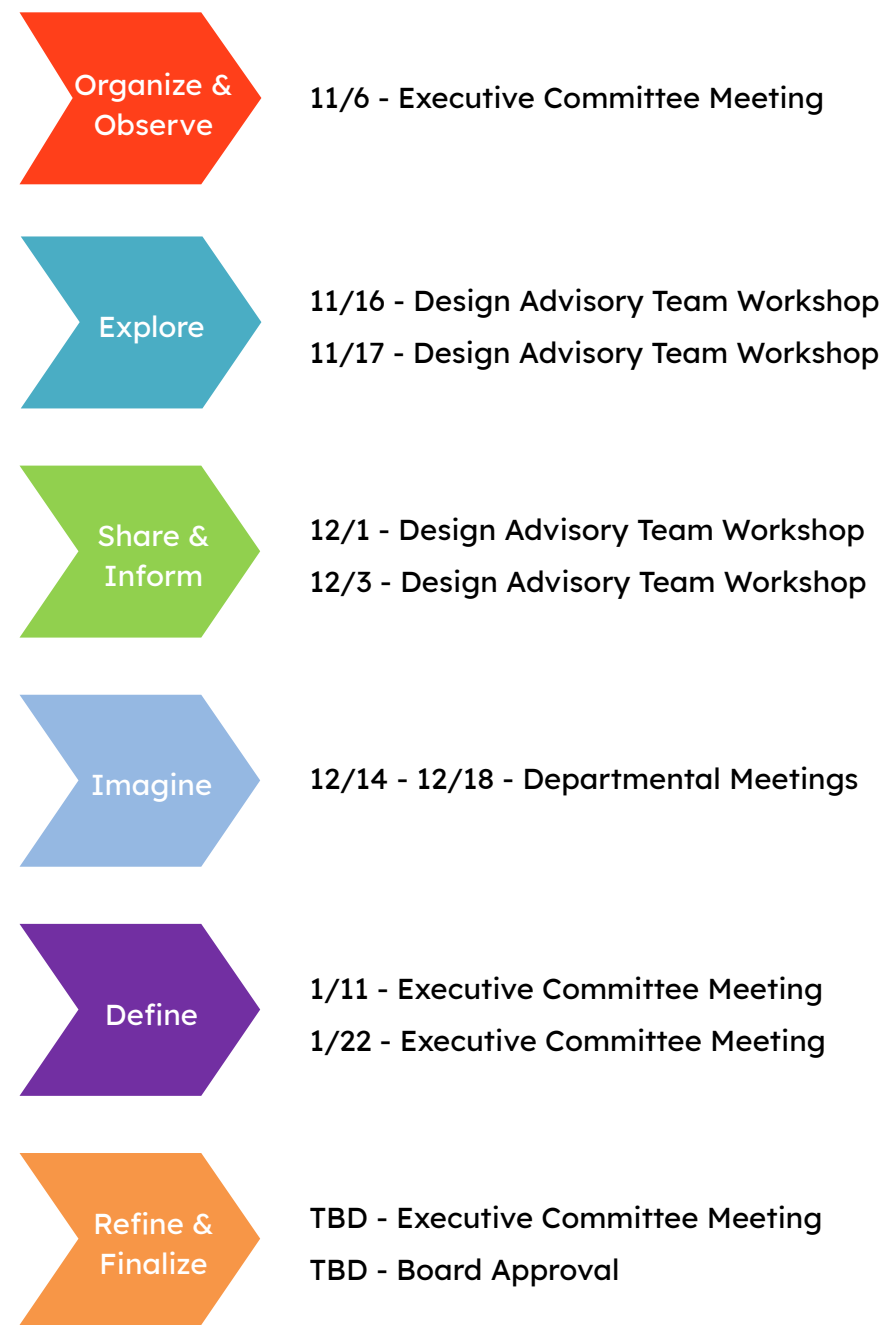 Organize &
Observe
11/6 - Executive Committee Meeting
Explore
11/16 - Design Advisory Team Workshop
11/17 - Design Advisory Team Workshop
Share &
Inform
12/1 - Design Advisory Team Workshop
12/3 - Design Advisory Team Workshop
Imagine
12/14 - 12/18 - Departmental Meetings
Define
1/11 - Executive Committee Meeting
1/22 - Executive Committee Meeting
Refine &
Finalize
TBD - Executive Committee Meeting
TBD - Board Approval